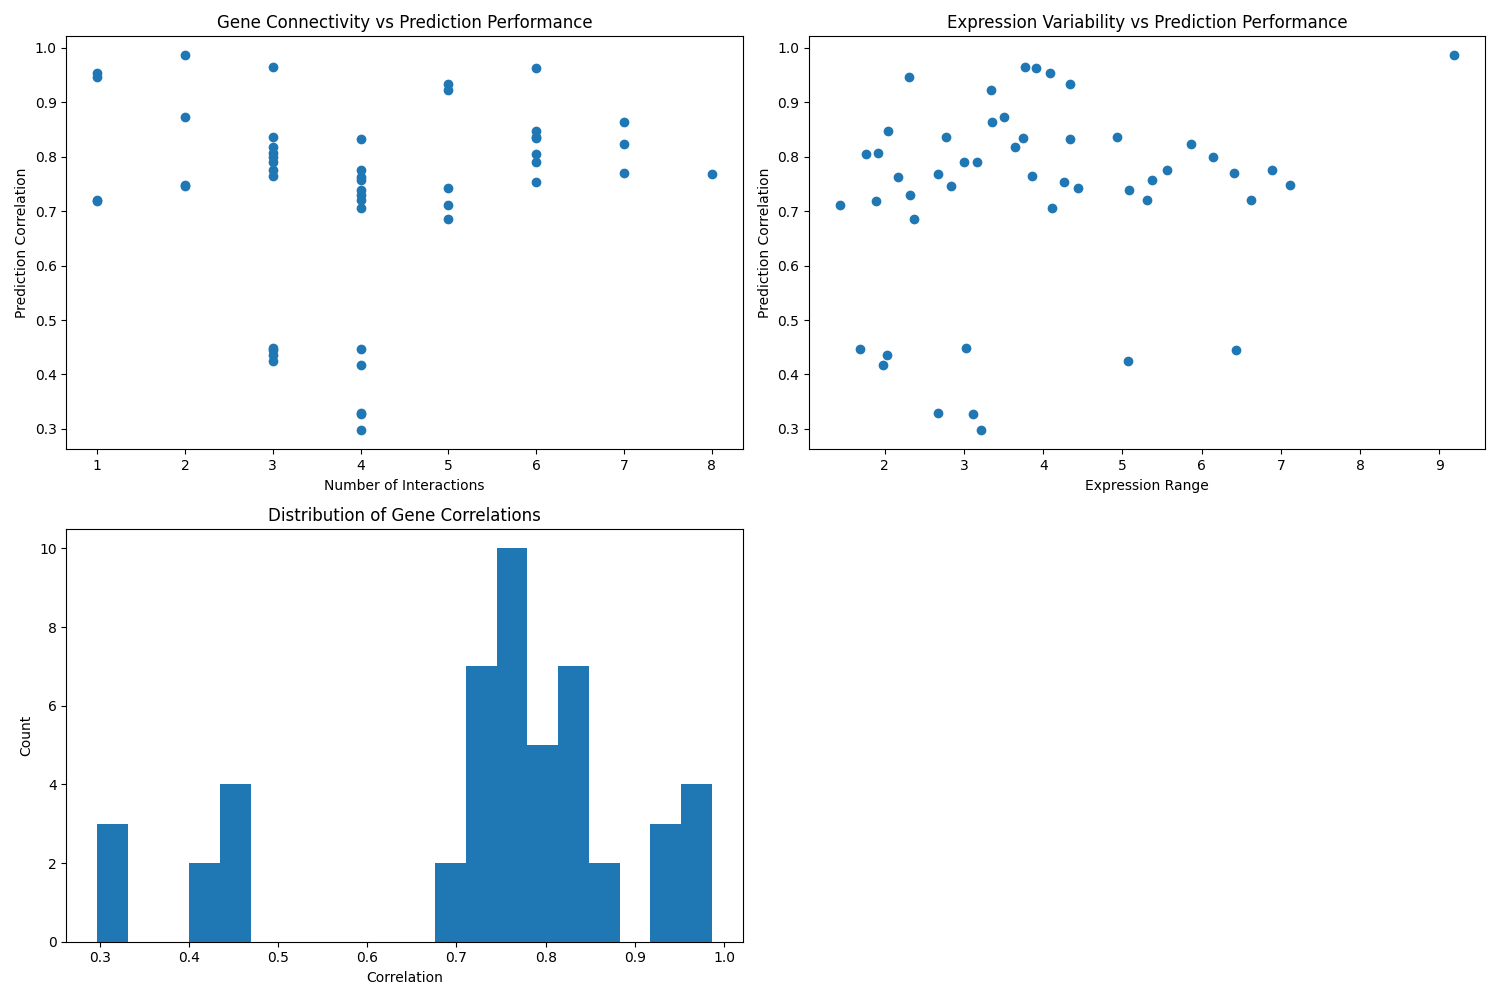 Gene Connectivity vs Prediction Performance
1.0
0.9
0.8
0.7
0.6
0.5
0.4
0.3
Prediction Correlation
1 2 3 4 5 6 7 8
Number of Interactions
Expression Variability vs Prediction Performance
1.0
0.9
0.8
0.7
0.6
0.5
0.4
0.3
Prediction Correlation
2 3 4 5 6 7 8 9
Expression Range
Distribution of Gene Correlations
10
8
6
4
2
0
Count
0.3 0.4 0.5 0.6 0.7 0.8 0.9 1.0
Correlation